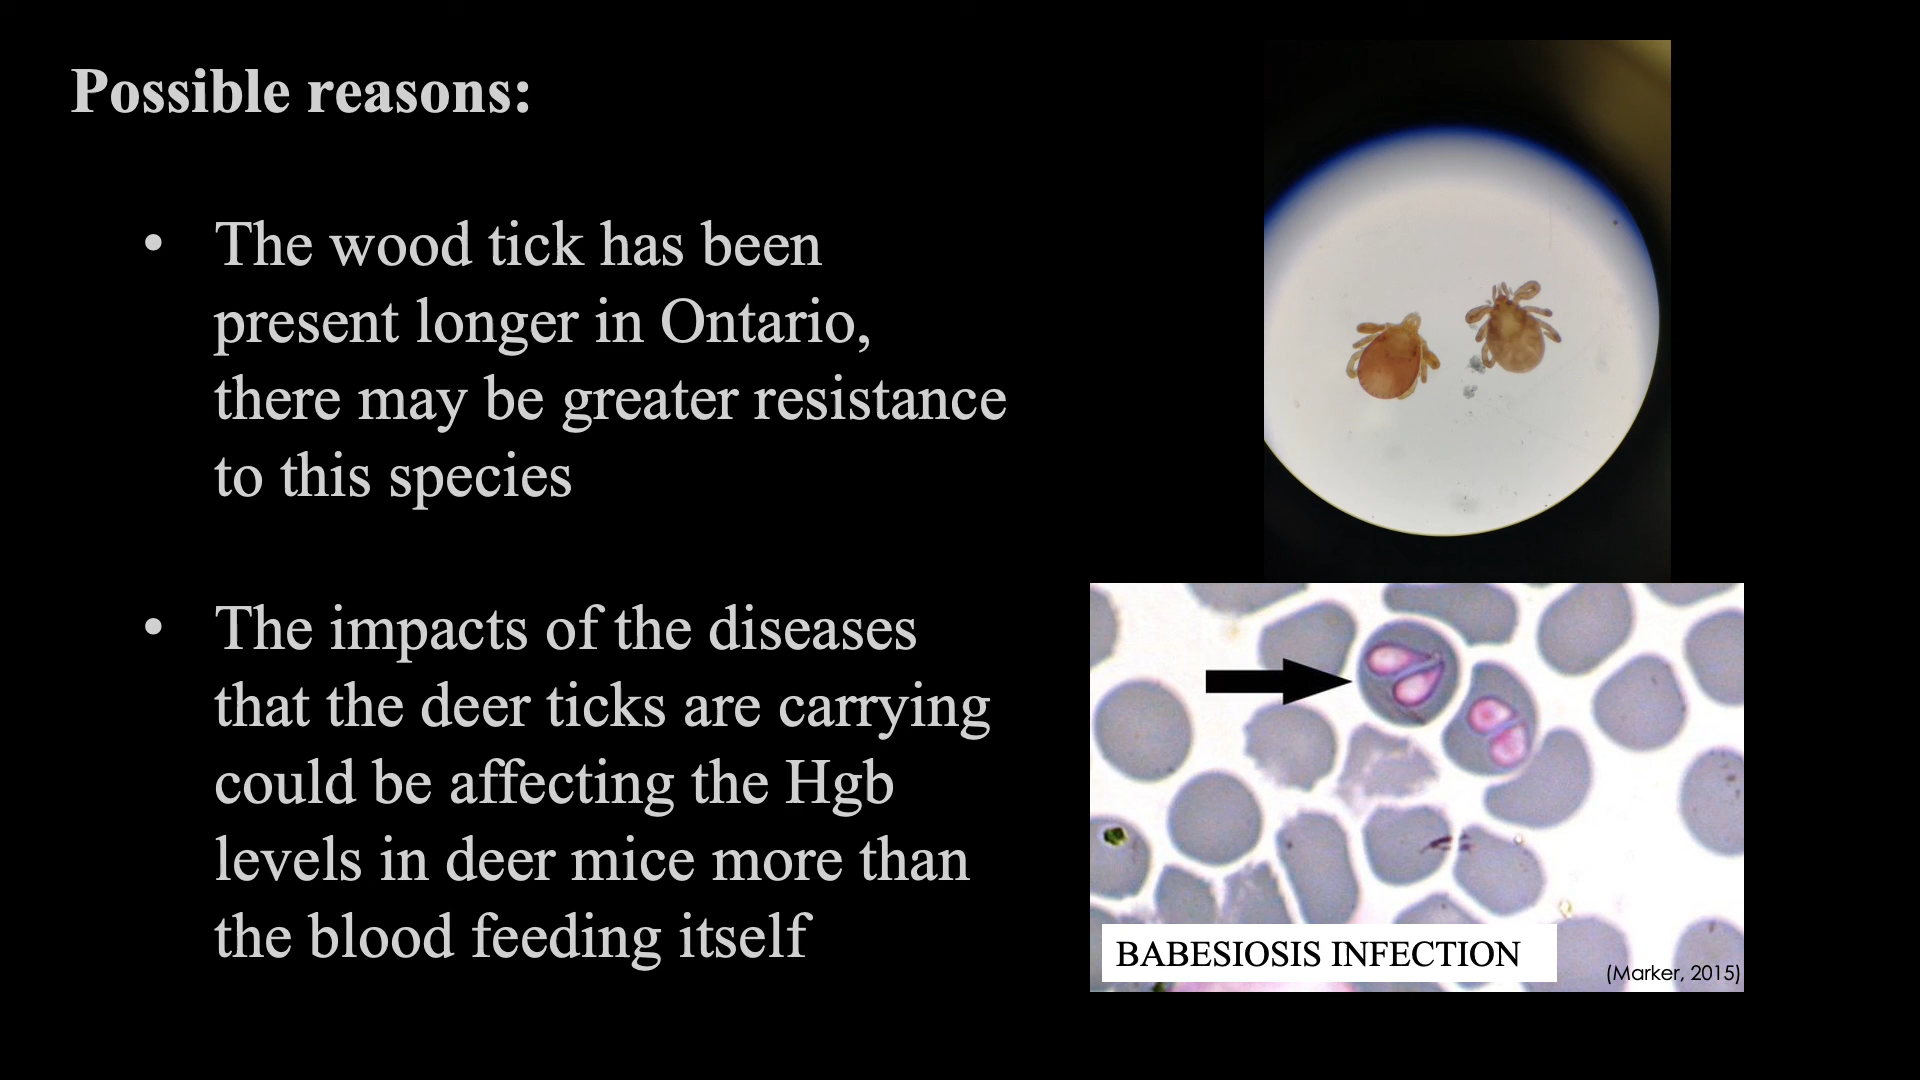 Possible reasons:
• The wood tick has been
present longer in Ontario,
there may be greater resistance
to this species
• The impacts of the diseases
that the deer ticks are carrying
could be affecting the Hgb
levels in deer mice more than
the blood feeding itself
BABESIOSIS INFECTION
(Marker, 2015)